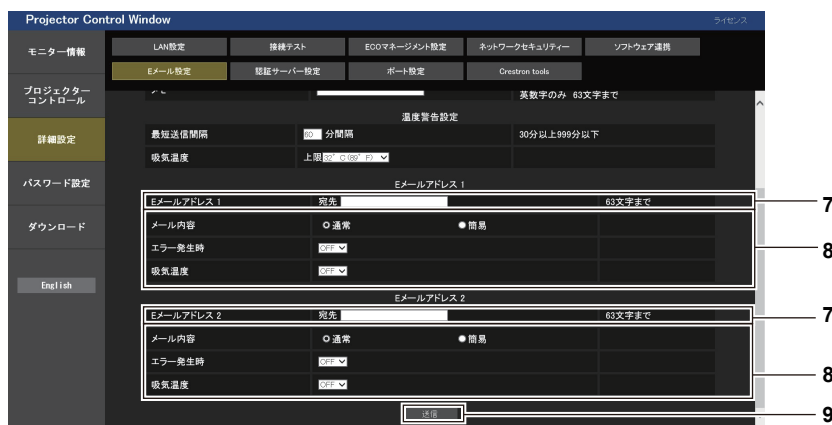 Projector Control Window
ライセンス
モニター情報
プロジェクター
コントロール
詳細設定
パスワード設定
ダウンロード
English
LAN設定 接続テスト ECOマネージメント設定 ネットワークセキュリティー ソフトウェア連携
Eメール設定 認証サーバー設定 ポート設定 Crestron tools
メモ 英数字のみ 63文字まで
温度警告設定
最短送信間隔 60 分間隔 30分以上999分以下
吸気温度 上限 32°C(89°F)
Eメールアドレス 1
Eメールアドレス 1 宛先 63文字まで 7
メール内容 通常 簡易 8
エラー発生時 OFF
吸気温度 OFF
Eメールアドレス 2
Eメールアドレス 2 宛先 63文字まで 7
メール内容 通常 簡易
エラー発生時 OFF 8
吸気温度 OFF
送信 9